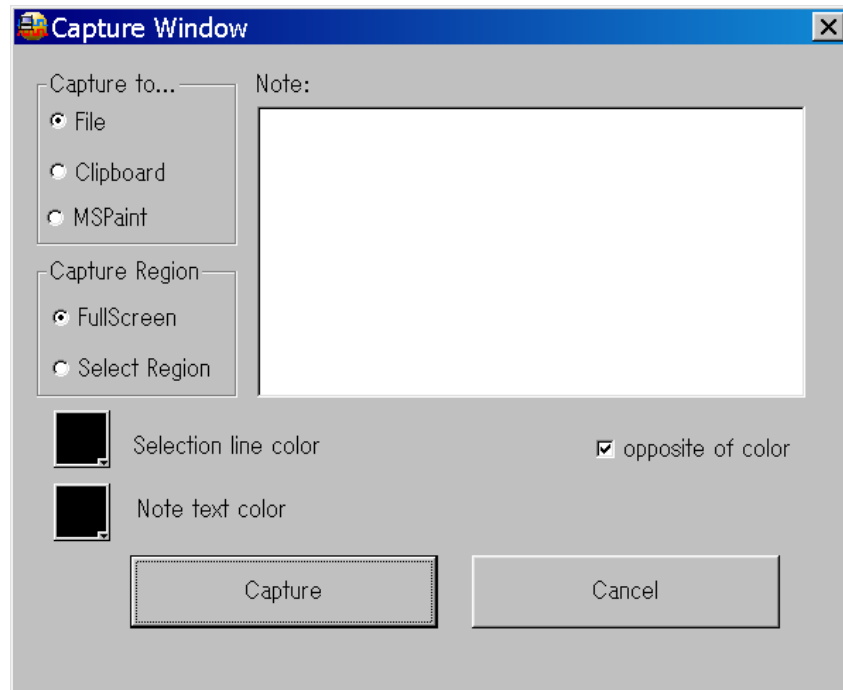 Capture Window
Capture to...
Note:
File
Clipboard
MSPaint
Capture Region
FullScreen
Select Region
Selection line color
opposite of color
Note text color
Capture
Cancel